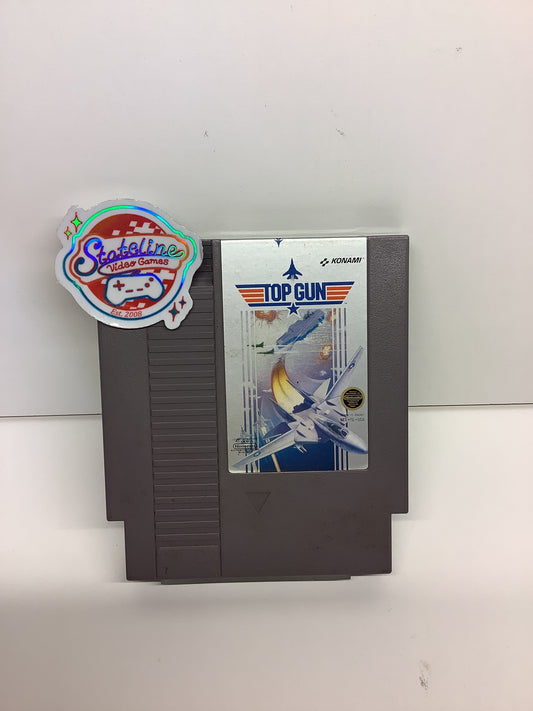 Stateline
Video Games
Est. 2008
KONAMI
TOP GUN